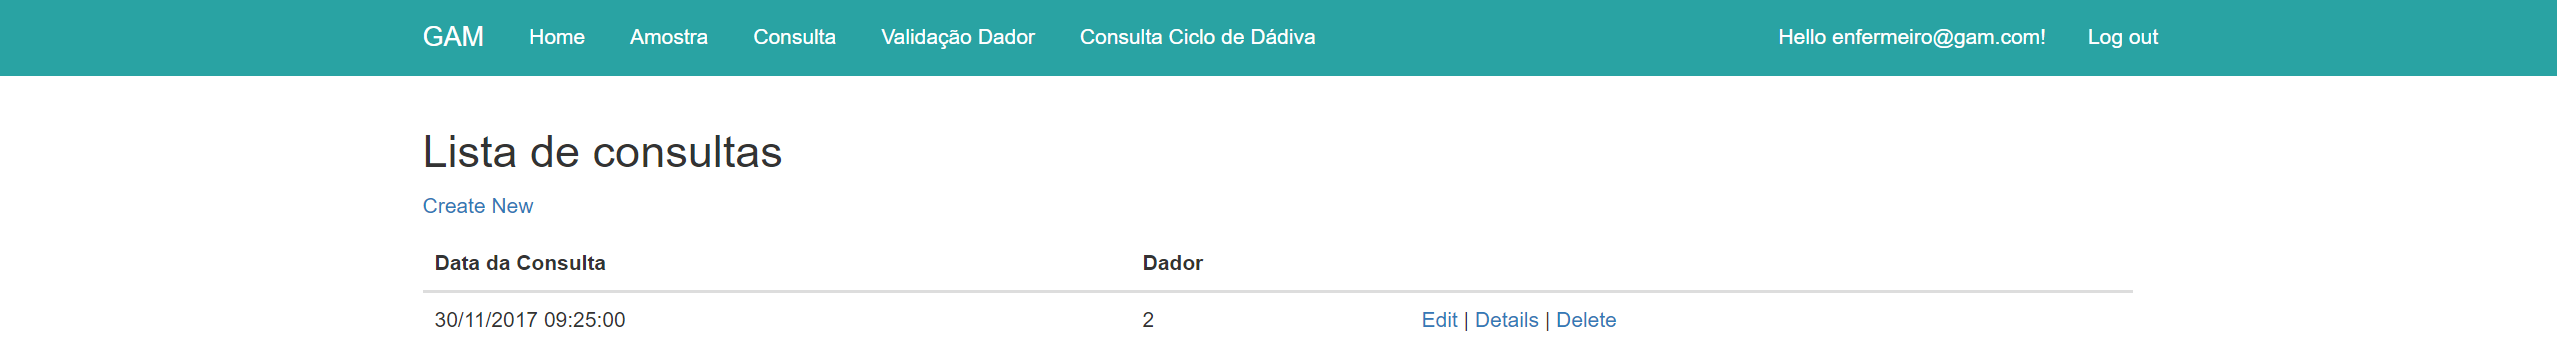 GAM Home Amostra Consulta Validação Dador Consulta Ciclo de Dádiva Hello enfermeiro@gam.com! Log out
Lista de consultas
Create New
Data da Consulta Dador
30/11/2017 09:25:00 2 Edit | Details | Delete